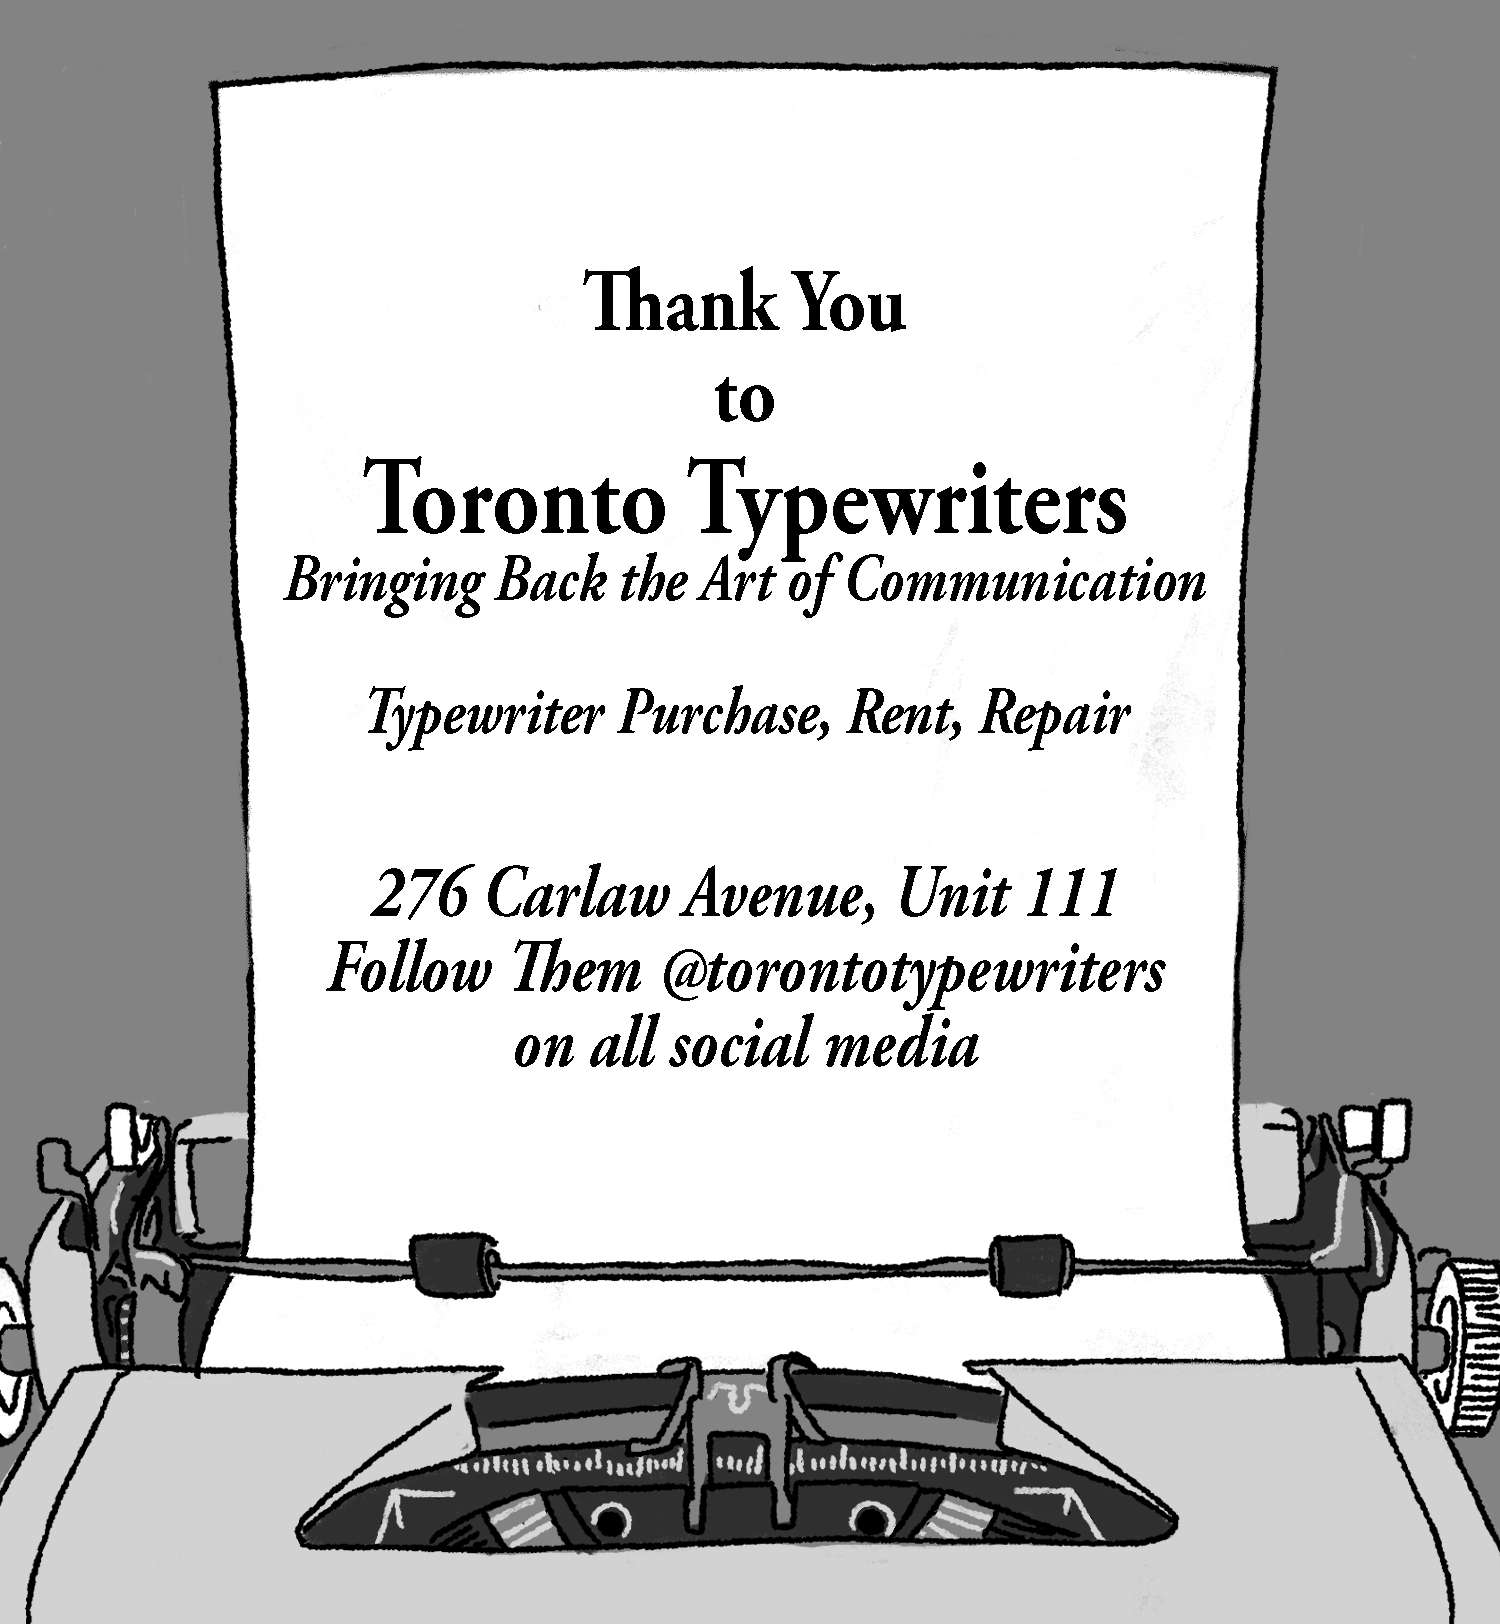 Thank You
to
Toronto Typewriters
Bringing Back the Art of Communication
Typewriter Purchase, Rent, Repair
276 Carlaw Avenue, Unit 111
Follow Them @torontotypewriters
on all social media